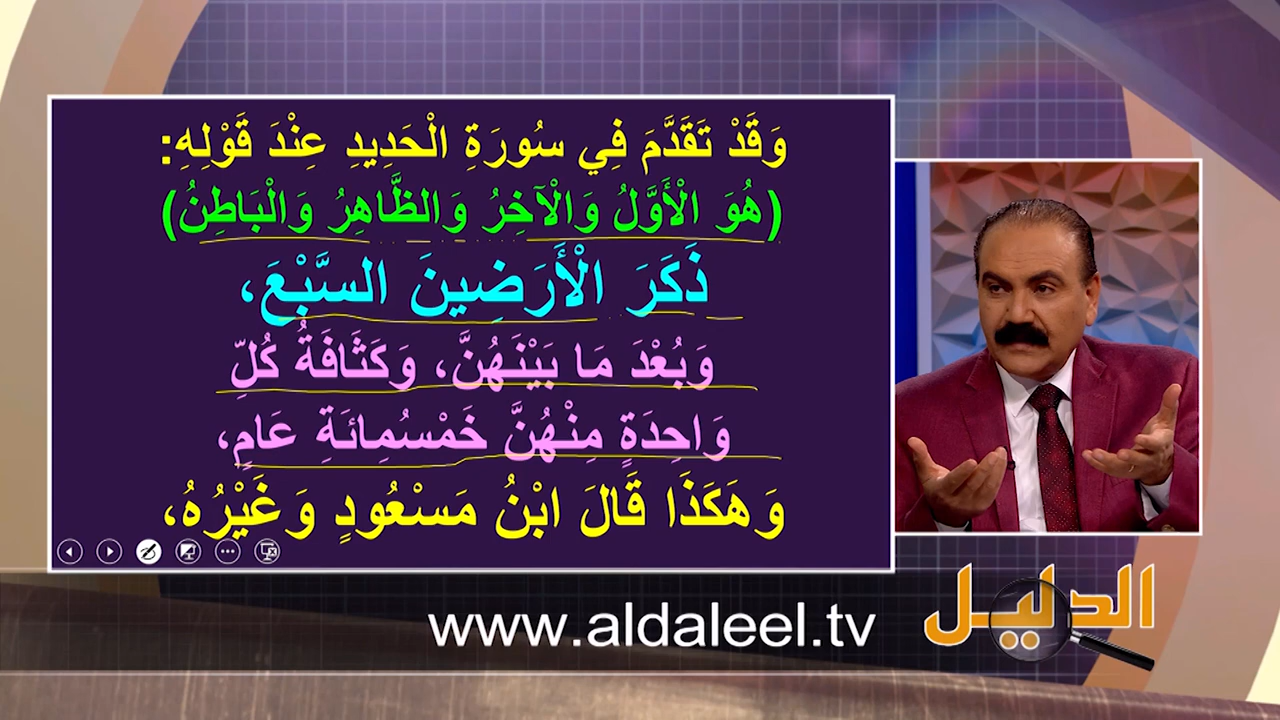 وَقَدْ تَقَدَّمَ فِي سُورَةِ الْحَدِيدِ عِنْدَ قَوْلِهِ:
(هُوَ الْأَوَّلُ وَالْآخِرُ وَالظَّاهِرُ وَالْبَاطِنُ)
ذَكَرَ الْأَرَضِينَ السَّبْعَ،
وَبُعْدَ مَا بَيْنَهُنَّ، وَكَثَافَةُ كُلِّ
وَاحِدَةٍ مِنْهُنَّ خَمْسُمِائَةِ عَامٍ،
وَهَكَذَا قَالَ ابْنُ مَسْعُودٍ وَغَيْرُهُ،
الدليل
www.aldaleel.tv